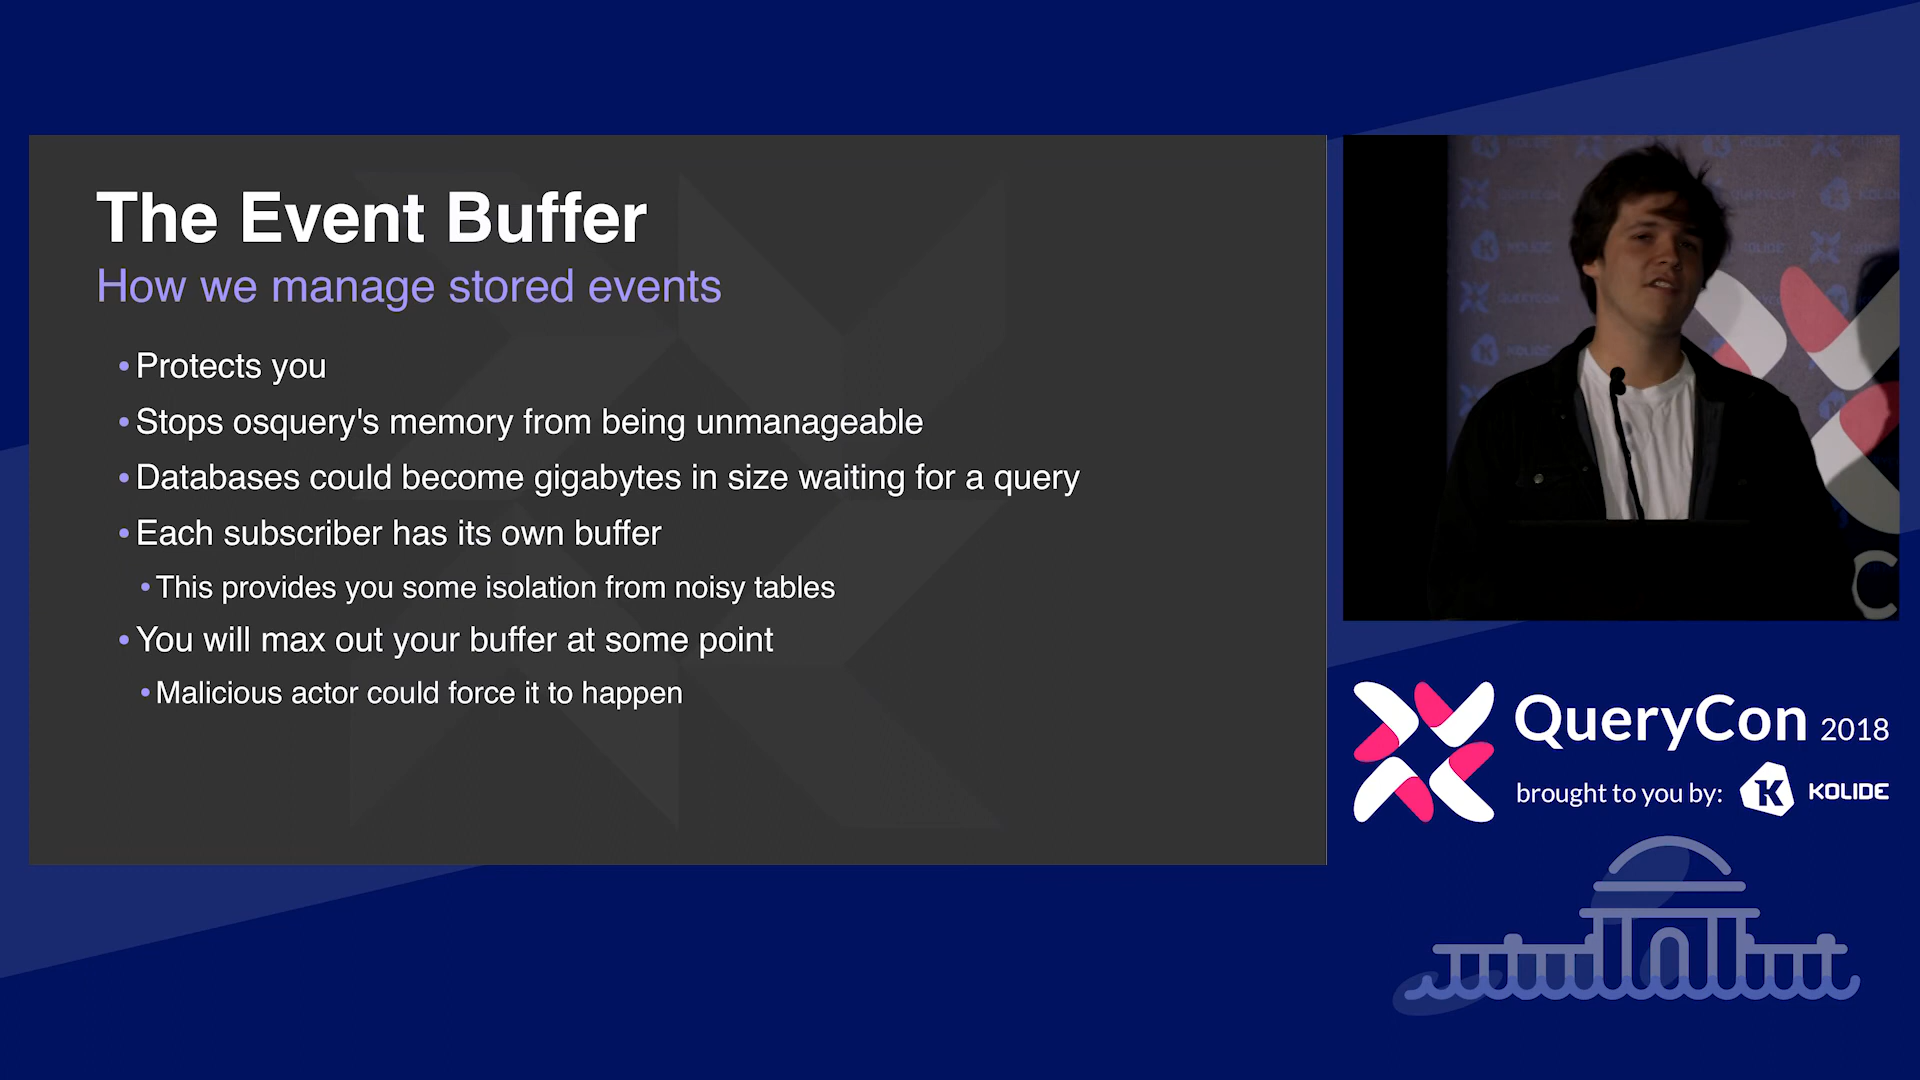 The Event Buffer
How we manage stored events
• Protects you
• Stops osquery's memory from being unmanageable
• Databases could become gigabytes in size waiting for a query
• Each subscriber has its own buffer
• This provides you some isolation from noisy tables
• You will max out your buffer at some point
• Malicious actor could force it to happen
KOLIDE
KOLIDE
KOLIDE
QueryCon 2018
brought to you by: K KOLIDE